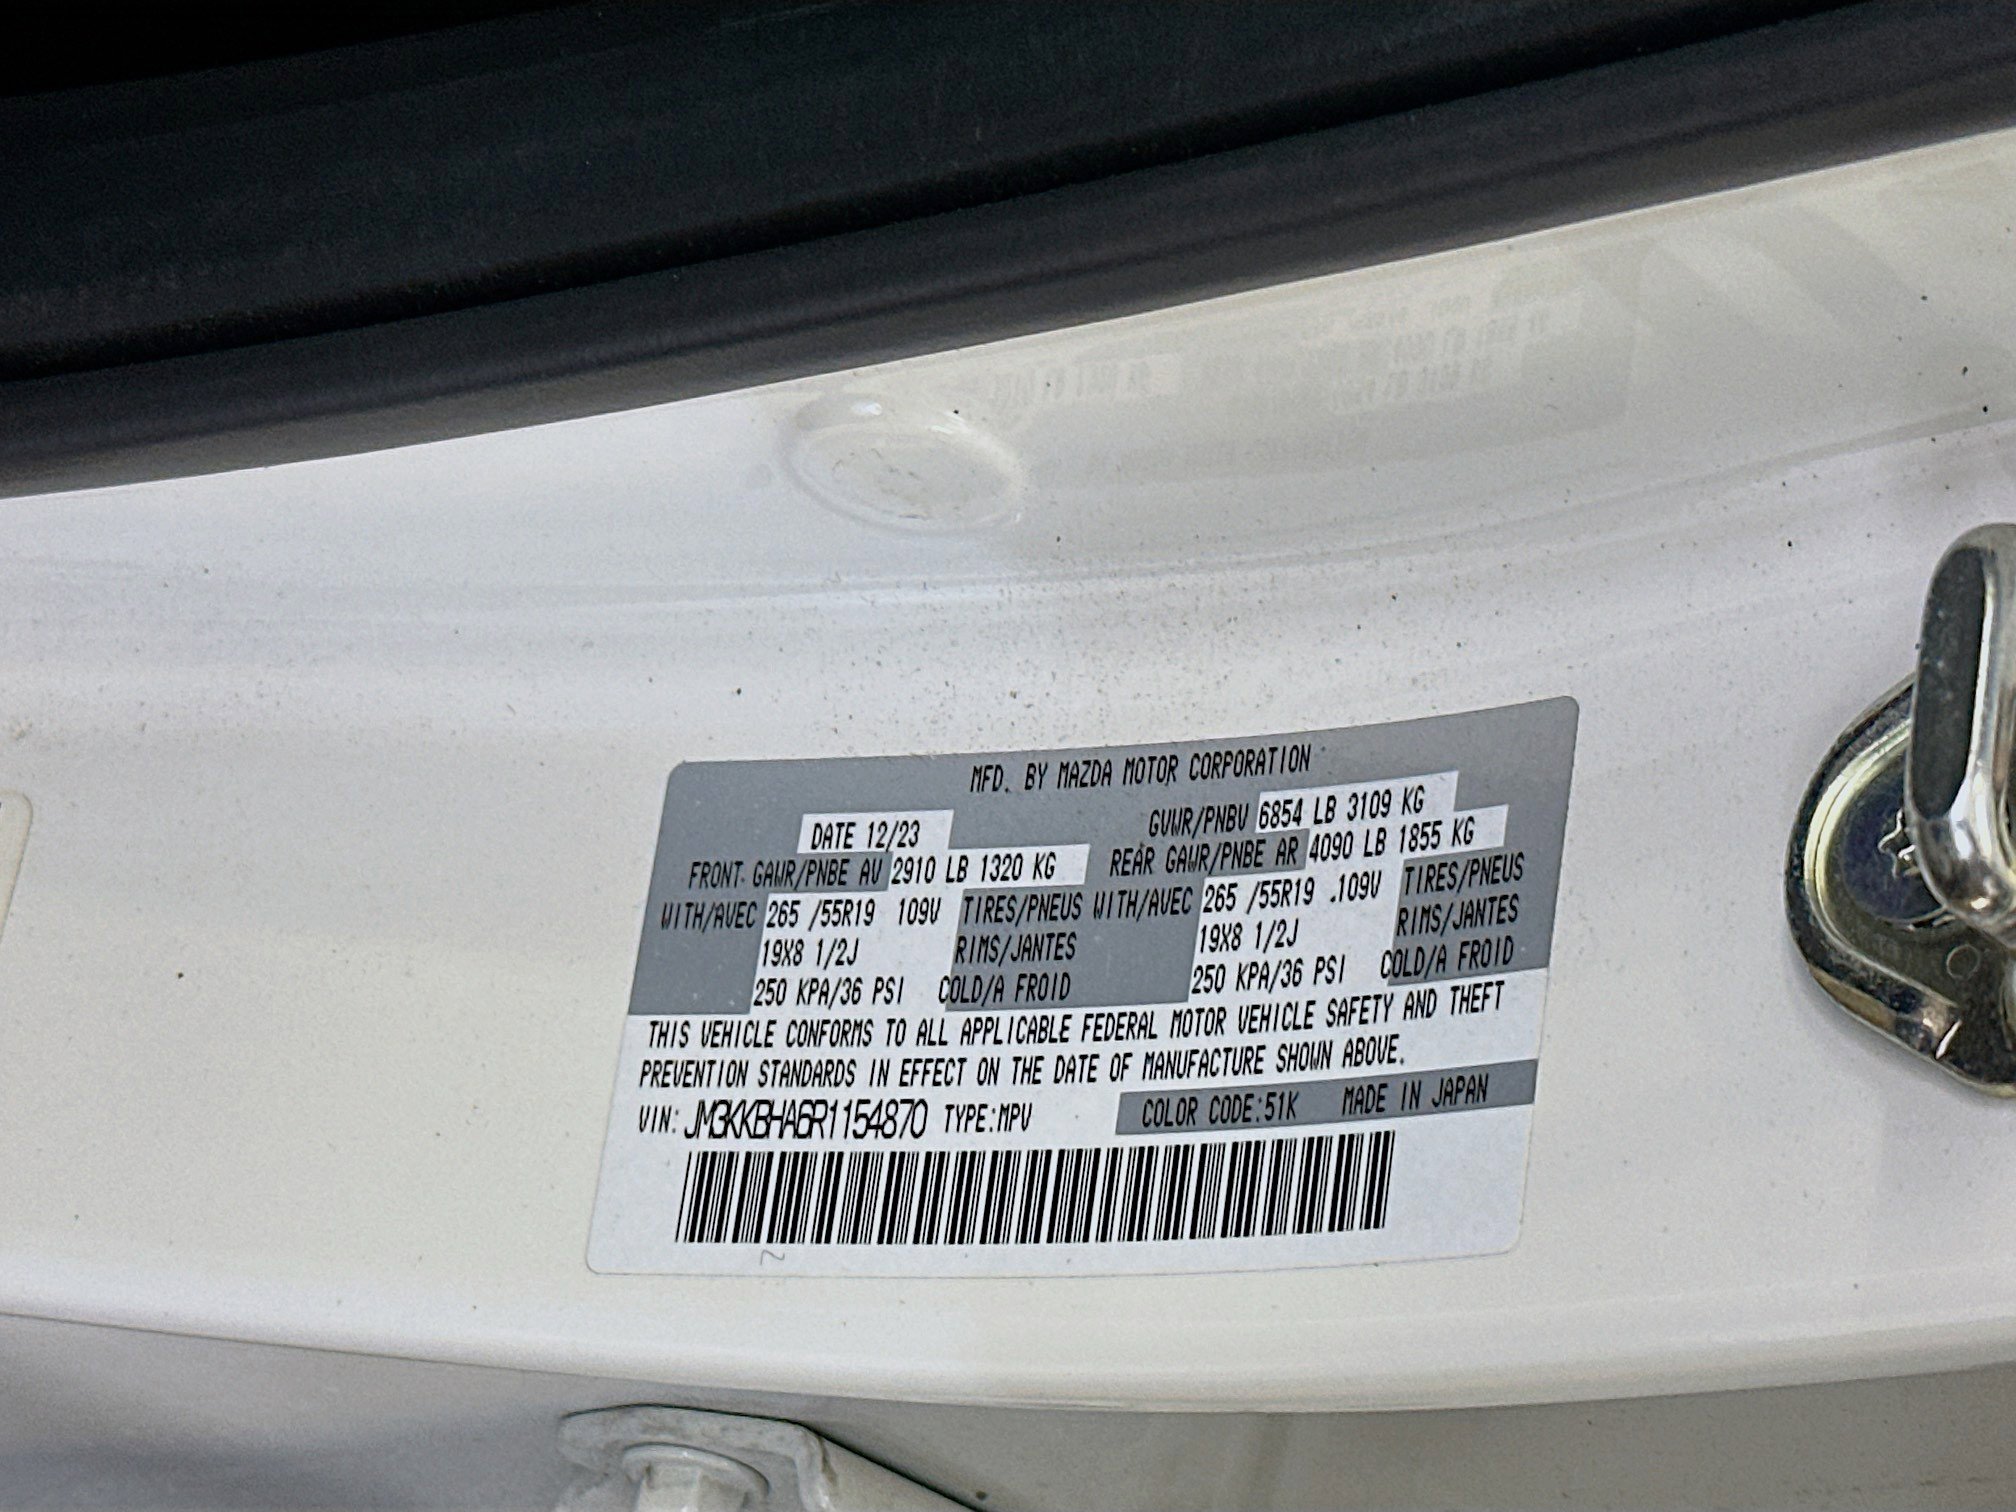 MFD. BY MAZDA MOTOR CORPORATION
DATE 12/23 GVWR/PNBV 6854 LB 3109 KG
FRONT GAWR/PNBE AV 2910 LB 1320 KG REAR GAWR/PNBE AR 4090 LB 1855 KG
WITH/AVEC 265 /55R19 109V TIRES/PNEUS WITH/AVEC 265 /55R19 109V TIRES/PNEUS
19X8 1/2J RIMS/JANTES 19X8 1/2J RIMS/JANTES
250 KPA/36 PSI COLD/A FROID 250 KPA/36 PSI COLD/A FROID
THIS VEHICLE CONFORMS TO ALL APPLICABLE FEDERAL MOTOR VEHICLE SAFETY AND THEFT
PREVENTION STANDARDS IN EFFECT ON THE DATE OF MANUFACTURE SHOWN ABOVE.
VIN: JM3KKBHA6R1154870 TYPE:MPV COLOR CODE:51K MADE IN JAPAN